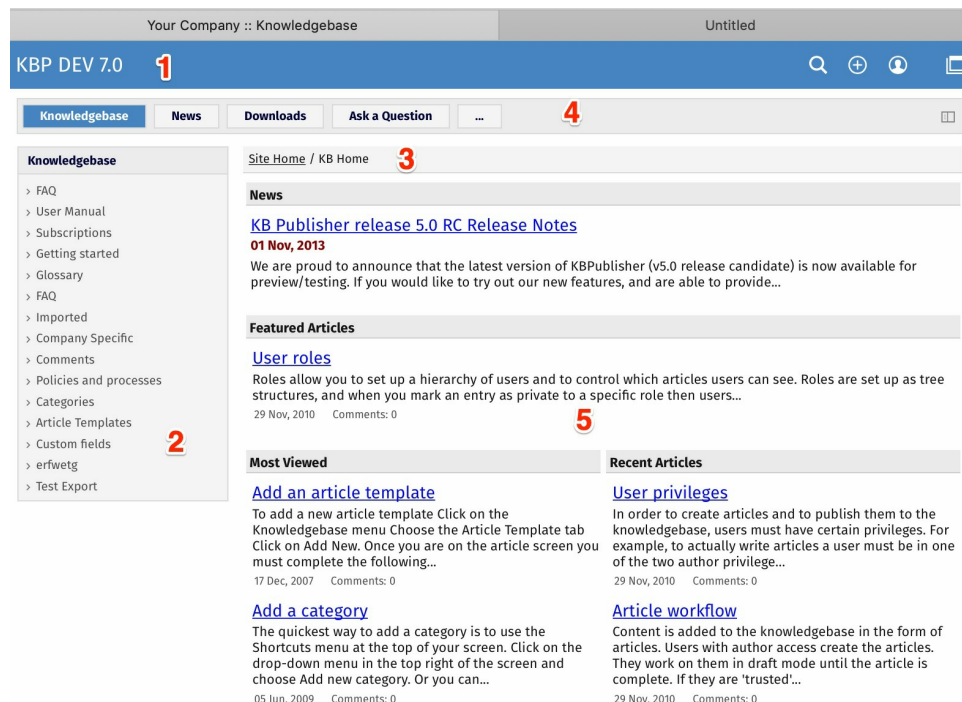 Your Company :: Knowledgebase
Untitled
KBP DEV 7.0
1
Knowledgebase
News
Downloads
Ask a Question
...
4
Knowledgebase
> FAQ
> User Manual
> Subscriptions
> Getting started
> Glossary
> FAQ
> Imported
> Company Specific
> Comments
> Policies and processes
> Categories
> Article Templates
> Custom fields
> erfwetg
> Test Export
2
Site Home / KB Home
3
News
KB Publisher release 5.0 RC Release Notes
01 Nov, 2013
We are proud to announce that the latest version of KBPublisher (v5.0 release candidate) is now available for
preview/testing. If you would like to try out our new features, and are able to provide...
Featured Articles
User roles
Roles allow you to set up a hierarchy of users and to control which articles users can see. Roles are set up as tree
structures, and when you mark an entry as private to a specific role then users...
29 Nov, 2010 Comments: 0
5
Most Viewed
Add an article template
To add a new article template Click on the
Knowledgebase menu Choose the Article Template tab
Click on Add New. Once you are on the article screen you
must complete the following...
17 Dec, 2007 Comments: 0
Add a category
The quickest way to add a category is to use the
Shortcuts menu at the top of your screen. Click on the
drop-down menu in the top right of the screen and
choose Add new category. Or you can...
05 Jun, 2009 Comments: 0
Recent Articles
User privileges
In order to create articles and to publish them to the
knowledgebase, users must have certain privileges. For
example, to actually write articles a user must be in one
of the two author privilege...
29 Nov, 2010 Comments: 0
Article workflow
Content is added to the knowledgebase in the form of
articles. Users with author access create the articles.
They work on them in draft mode until the article is
complete. If they are 'trusted'...
29 Nov, 2010 Comments: 0